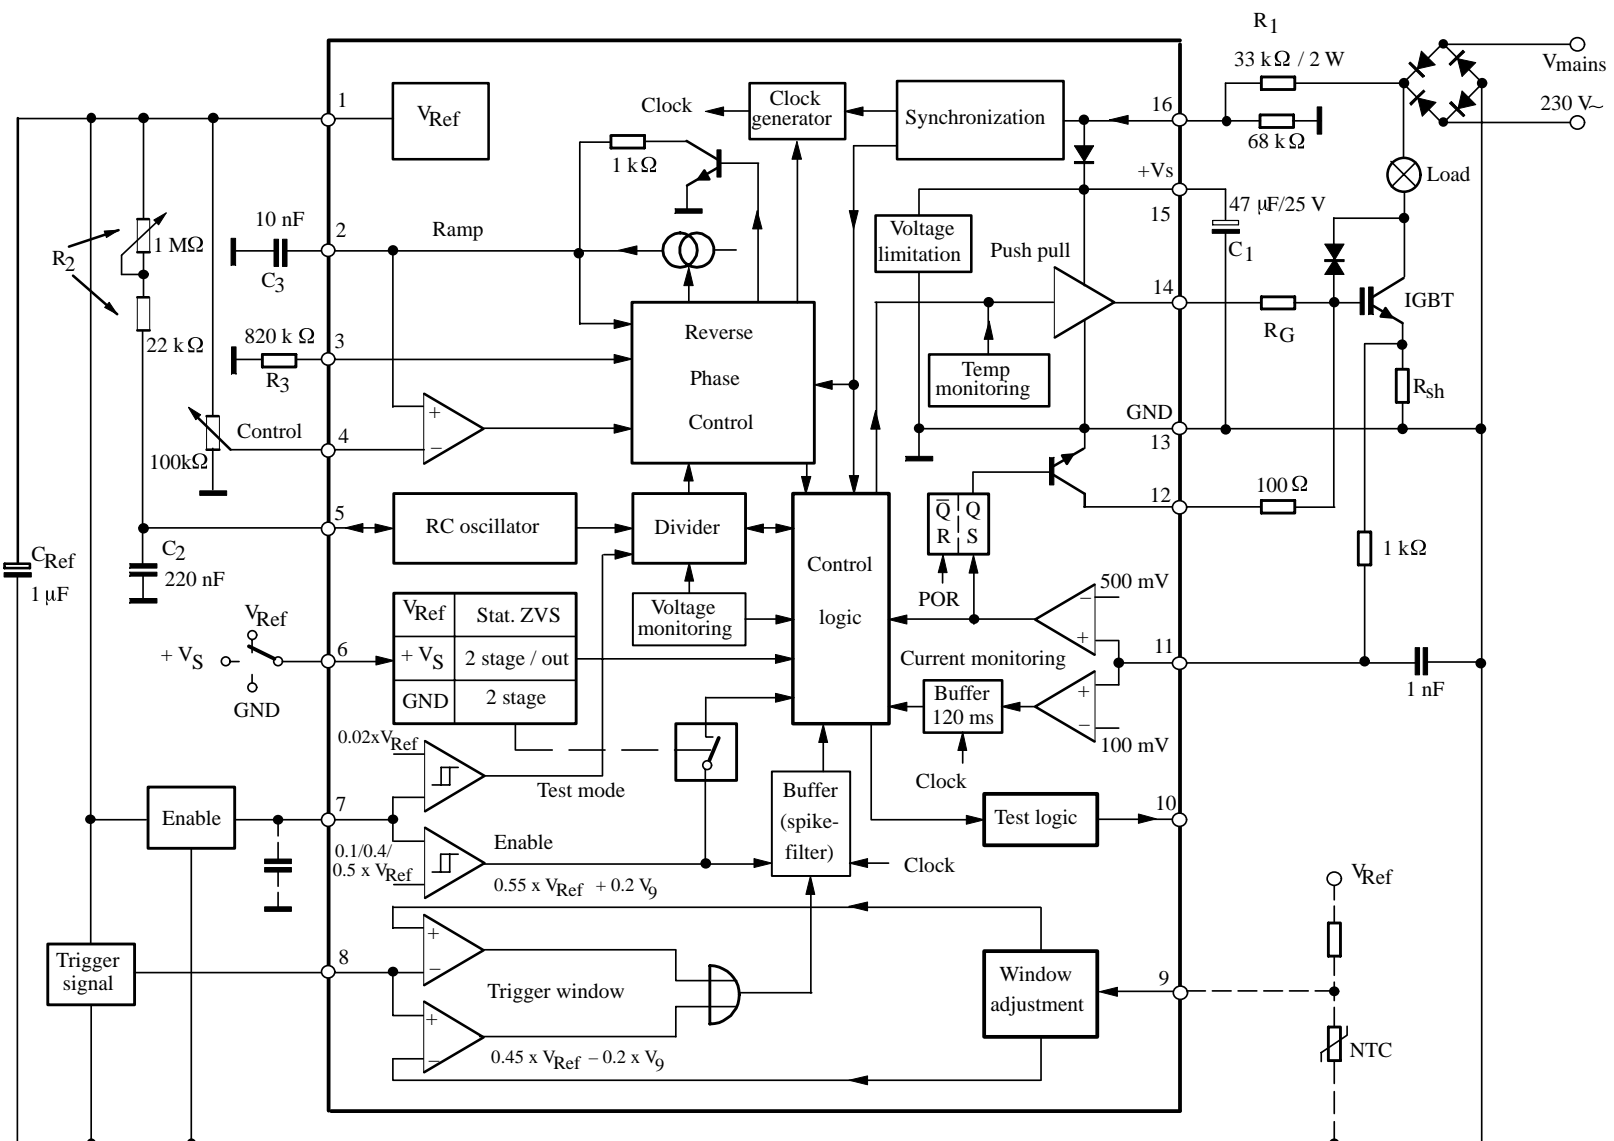 R1
33 kΩ / 2 W
Vmains
230 V~
1
VRef
Clock
Clock
generator
Synchronization
16
68 kΩ
1 kΩ
+Vs
15
Load
10 nF
2
Ramp
C3
R2
1 MΩ
47 μF/25 V
C1
Voltage
limitation
Push pull
14
RG
IGBT
22 kΩ
820 k Ω
R3
3
Reverse
Phase
Control
Temp
monitoring
Rsh
Control
100kΩ
4
+
−
GND
13
5
RC oscillator
Divider
Control
logic
Q R
Q S
POR
12
100 Ω
1 kΩ
CRef
1 μF
C2
220 nF
Voltage
monitoring
500 mV
−
+
VRef
+ VS
GND
6
VRef
Stat. ZVS
+ VS
2 stage / out
GND
2 stage
Current monitoring
11
1 nF
Buffer
120 ms
+
−
100 mV
Clock
0.02xVRef
Test mode
Enable
7
0.1/0.4/
0.5 x VRef
Enable
Buffer
(spike-
filter)
Clock
Test logic
10
0.55 x VRef + 0.2 V9
VRef
Trigger
signal
8
+
−
Trigger window
+
−
0.45 x VRef – 0.2 x V9
Window
adjustment
9
NTC